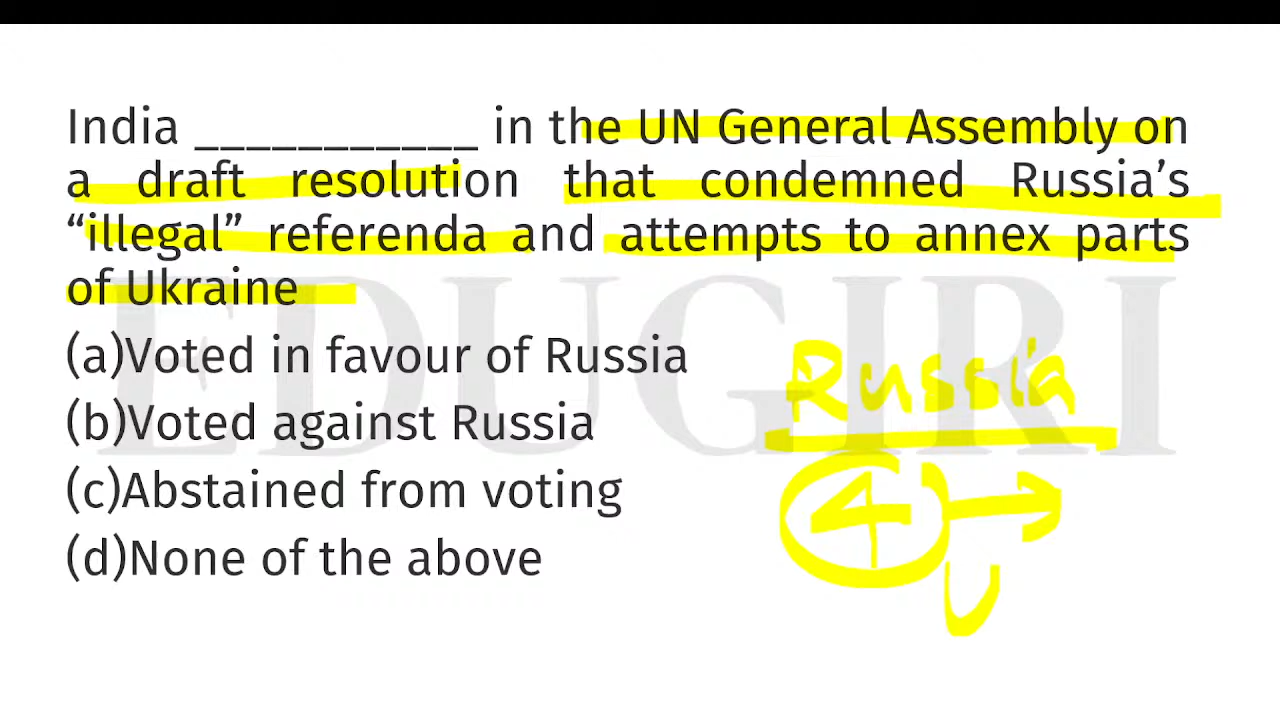 India ___________ in the UN General Assembly on
a draft resolution that condemned Russia’s
“illegal” referenda and attempts to annex parts
of Ukraine
EDUGIRI
(a)Voted in favour of Russia
Russia
(b)Voted against Russia
(c)Abstained from voting
4
U
(d)None of the above